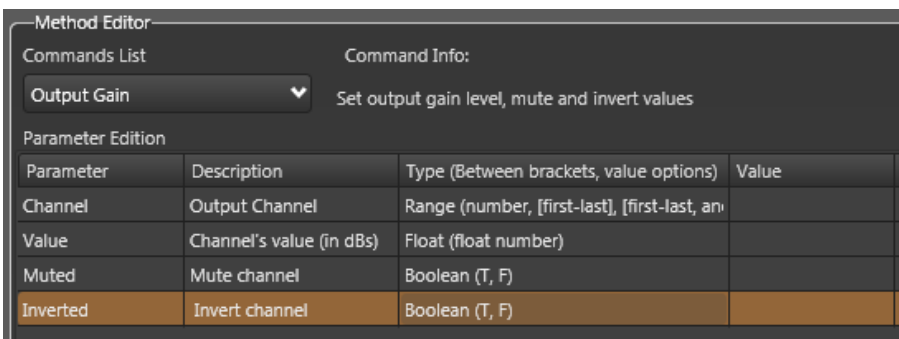 Method Editor
Commands List Command Info:
Output Gain Set output gain level, mute and invert values
Parameter Edition
Parameter Description Type (Between brackets, value options) Value
Channel Output Channel Range (number, [first-last], [first-last,
Value Channel's value (in dBs) Float (float number)
Muted Mute channel Boolean (T, F)
Inverted Invert channel Boolean (T, F)